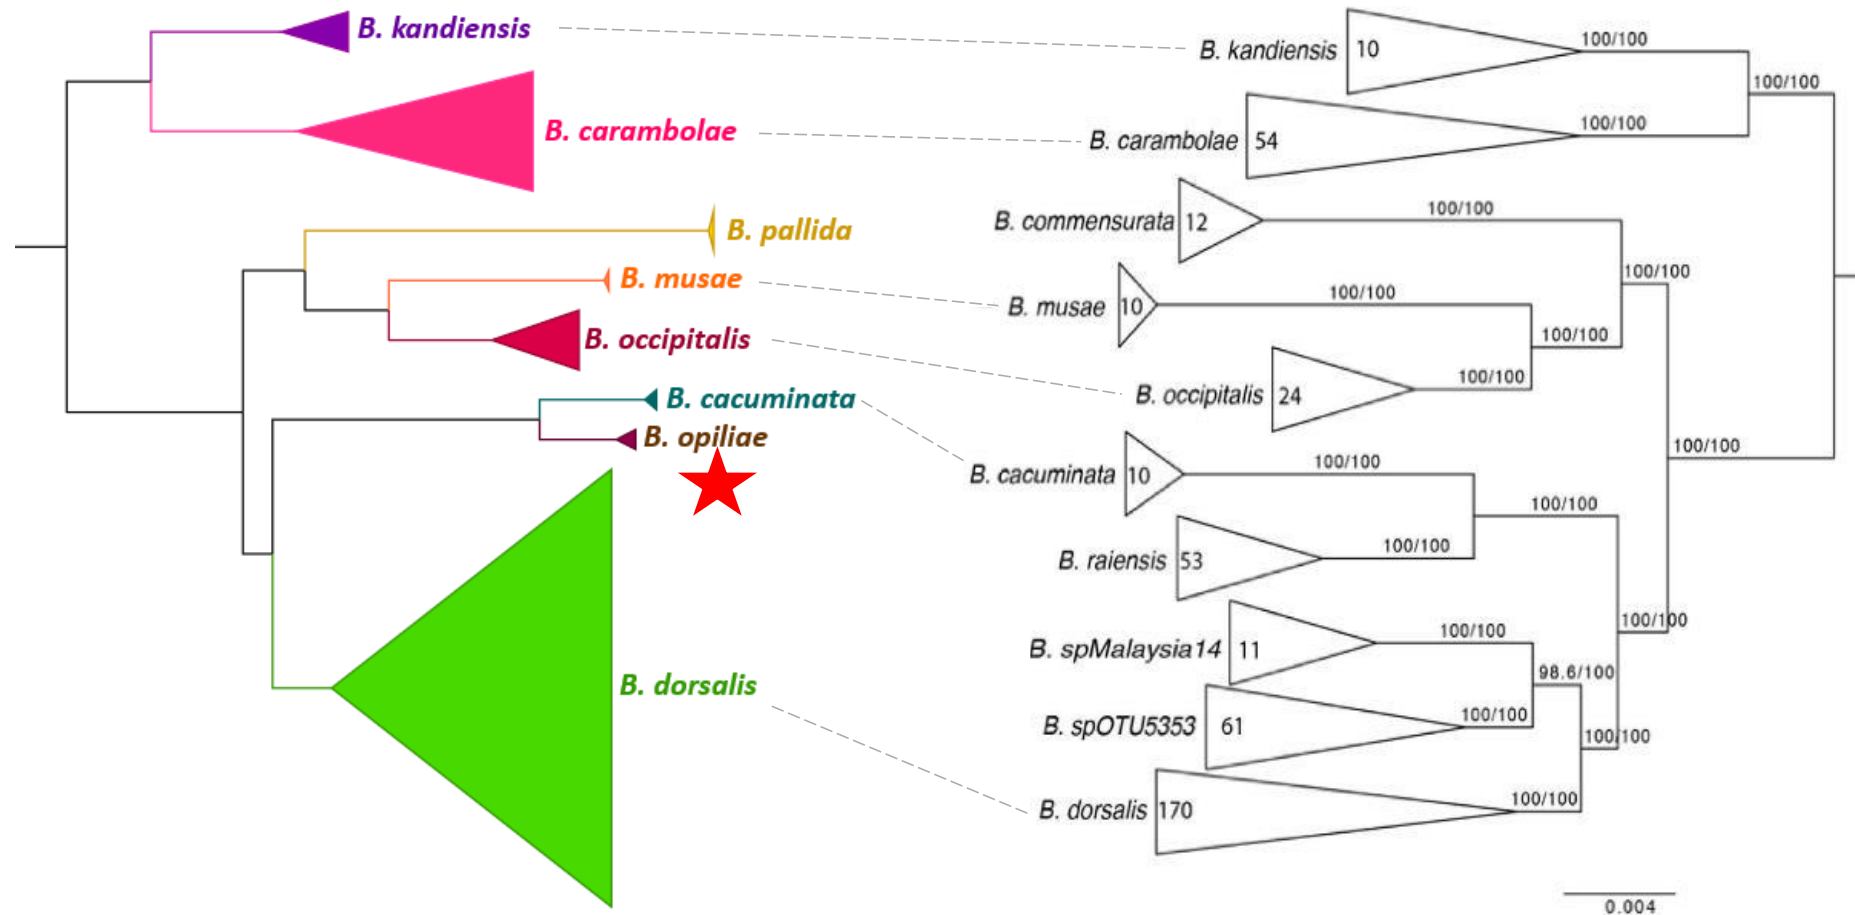 B. kandiensis
B. carambolae
B. pallida
B. musae
B. occipitalis
B. cacuminata
B. opiliae
B. dorsalis
B. kandiensis 10 100/100
100/100
B. carambolae 54 100/100
B. commensurata 12 100/100
100/100
B. musae 10 100/100
100/100
B. occipitalis 24 100/100
100/100
B. cacuminata 10 100/100
100/100
B. raiensis 53 100/100
100/100
B. spMalaysia14 11 100/100
98.6/100
B. spOTU5353 61 100/100
100/100
B. dorsalis 170 100/100
0.004